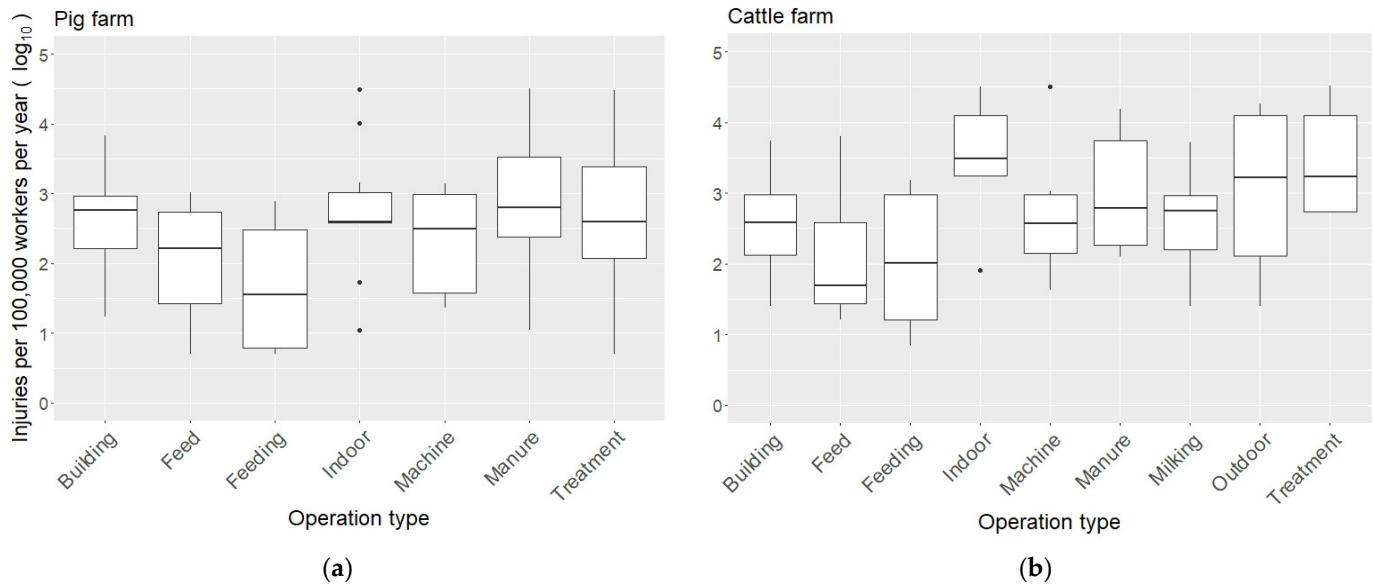 Pig farm
Injuries per 100,000 workers per year ( log10 )
5
4
3
2
1
0
Building
Feed
Feeding
Indoor
Machine
Manure
Treatment
Operation type
(a)
Cattle farm
5
4
3
2
1
0
Building
Feed
Feeding
Indoor
Machine
Manure
Milking
Outdoor
Treatment
Operation type
(b)